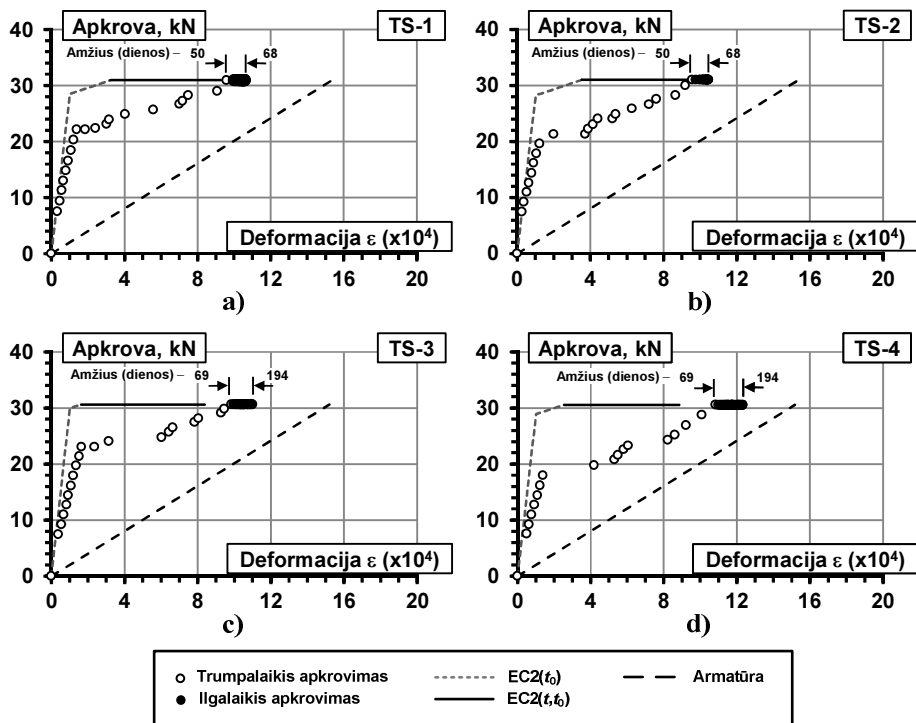 Apkrova, kN
TS-1
Amžius (dienos) – 50 68
40
30
20
10
0
Deformacija ε (x10⁴)
0 4 8 12 16 20
a)
Apkrova, kN
TS-2
Amžius (dienos) – 50 68
40
30
20
10
0
Deformacija ε (x10⁴)
0 4 8 12 16 20
b)
Apkrova, kN
TS-3
Amžius (dienos) – 69 194
40
30
20
10
0
Deformacija ε (x10⁴)
0 4 8 12 16 20
c)
Apkrova, kN
TS-4
Amžius (dienos) – 69 194
40
30
20
10
0
Deformacija ε (x10⁴)
0 4 8 12 16 20
d)
Trumpalaikis apkrovimas EC2(t₀) Armatūra
Ilgalaikis apkrovimas EC2(t,t₀)